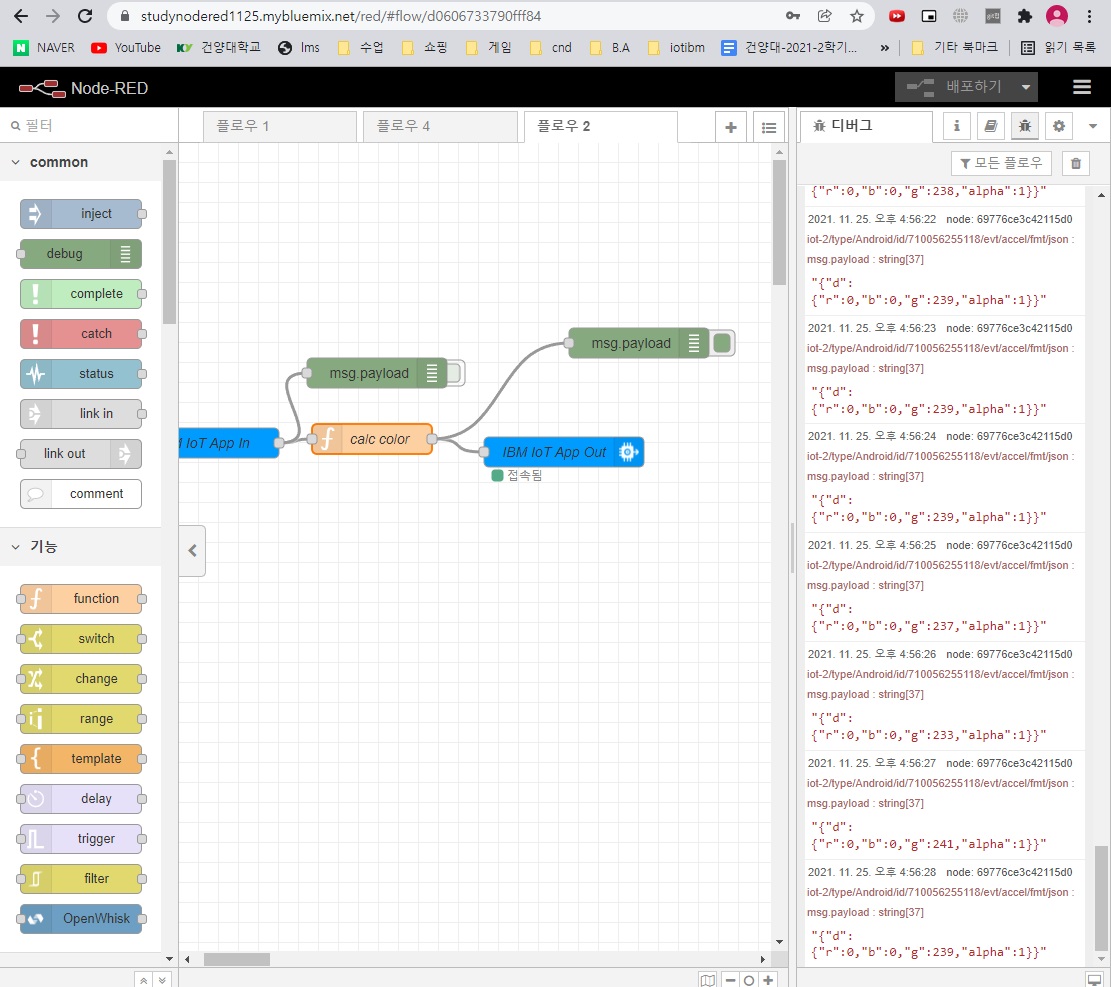 studynodered1125.mybluemix.net/red/#flow/d0606733790fff84
NAVER YouTube 건양대학교 lms 수업 쇼핑 게임 cnd B.A iotibm 건양대-2021-2학기... » 기타 북마크 읽기 목록
Node-RED
배포하기
필터
플로우 1
플로우 4
플로우 2
디버그
모든 플로우
common
inject
debug
complete
catch
status
link in
link out
comment
기능
function
switch
change
range
template
delay
trigger
filter
OpenWhisk
msg.payload
msg.payload
IoT App In
calc color
IBM IoT App Out
접속됨
{"r":0,"b":0,"g":238,"alpha":1}}"
2021. 11. 25. 오후 4:56:22 node: 69776ce3c42115d0
iot-2/type/Android/id/710056255118/evt/accel/fmt/json :
msg.payload : string[37]
"{"d":
{"r":0,"b":0,"g":239,"alpha":1}}"
2021. 11. 25. 오후 4:56:23 node: 69776ce3c42115d0
iot-2/type/Android/id/710056255118/evt/accel/fmt/json :
msg.payload : string[37]
"{"d":
{"r":0,"b":0,"g":239,"alpha":1}}"
2021. 11. 25. 오후 4:56:24 node: 69776ce3c42115d0
iot-2/type/Android/id/710056255118/evt/accel/fmt/json :
msg.payload : string[37]
"{"d":
{"r":0,"b":0,"g":239,"alpha":1}}"
2021. 11. 25. 오후 4:56:25 node: 69776ce3c42115d0
iot-2/type/Android/id/710056255118/evt/accel/fmt/json :
msg.payload : string[37]
"{"d":
{"r":0,"b":0,"g":237,"alpha":1}}"
2021. 11. 25. 오후 4:56:26 node: 69776ce3c42115d0
iot-2/type/Android/id/710056255118/evt/accel/fmt/json :
msg.payload : string[37]
"{"d":
{"r":0,"b":0,"g":233,"alpha":1}}"
2021. 11. 25. 오후 4:56:27 node: 69776ce3c42115d0
iot-2/type/Android/id/710056255118/evt/accel/fmt/json :
msg.payload : string[37]
"{"d":
{"r":0,"b":0,"g":241,"alpha":1}}"
2021. 11. 25. 오후 4:56:28 node: 69776ce3c42115d0
iot-2/type/Android/id/710056255118/evt/accel/fmt/json :
msg.payload : string[37]
"{"d":
{"r":0,"b":0,"g":239,"alpha":1}}"